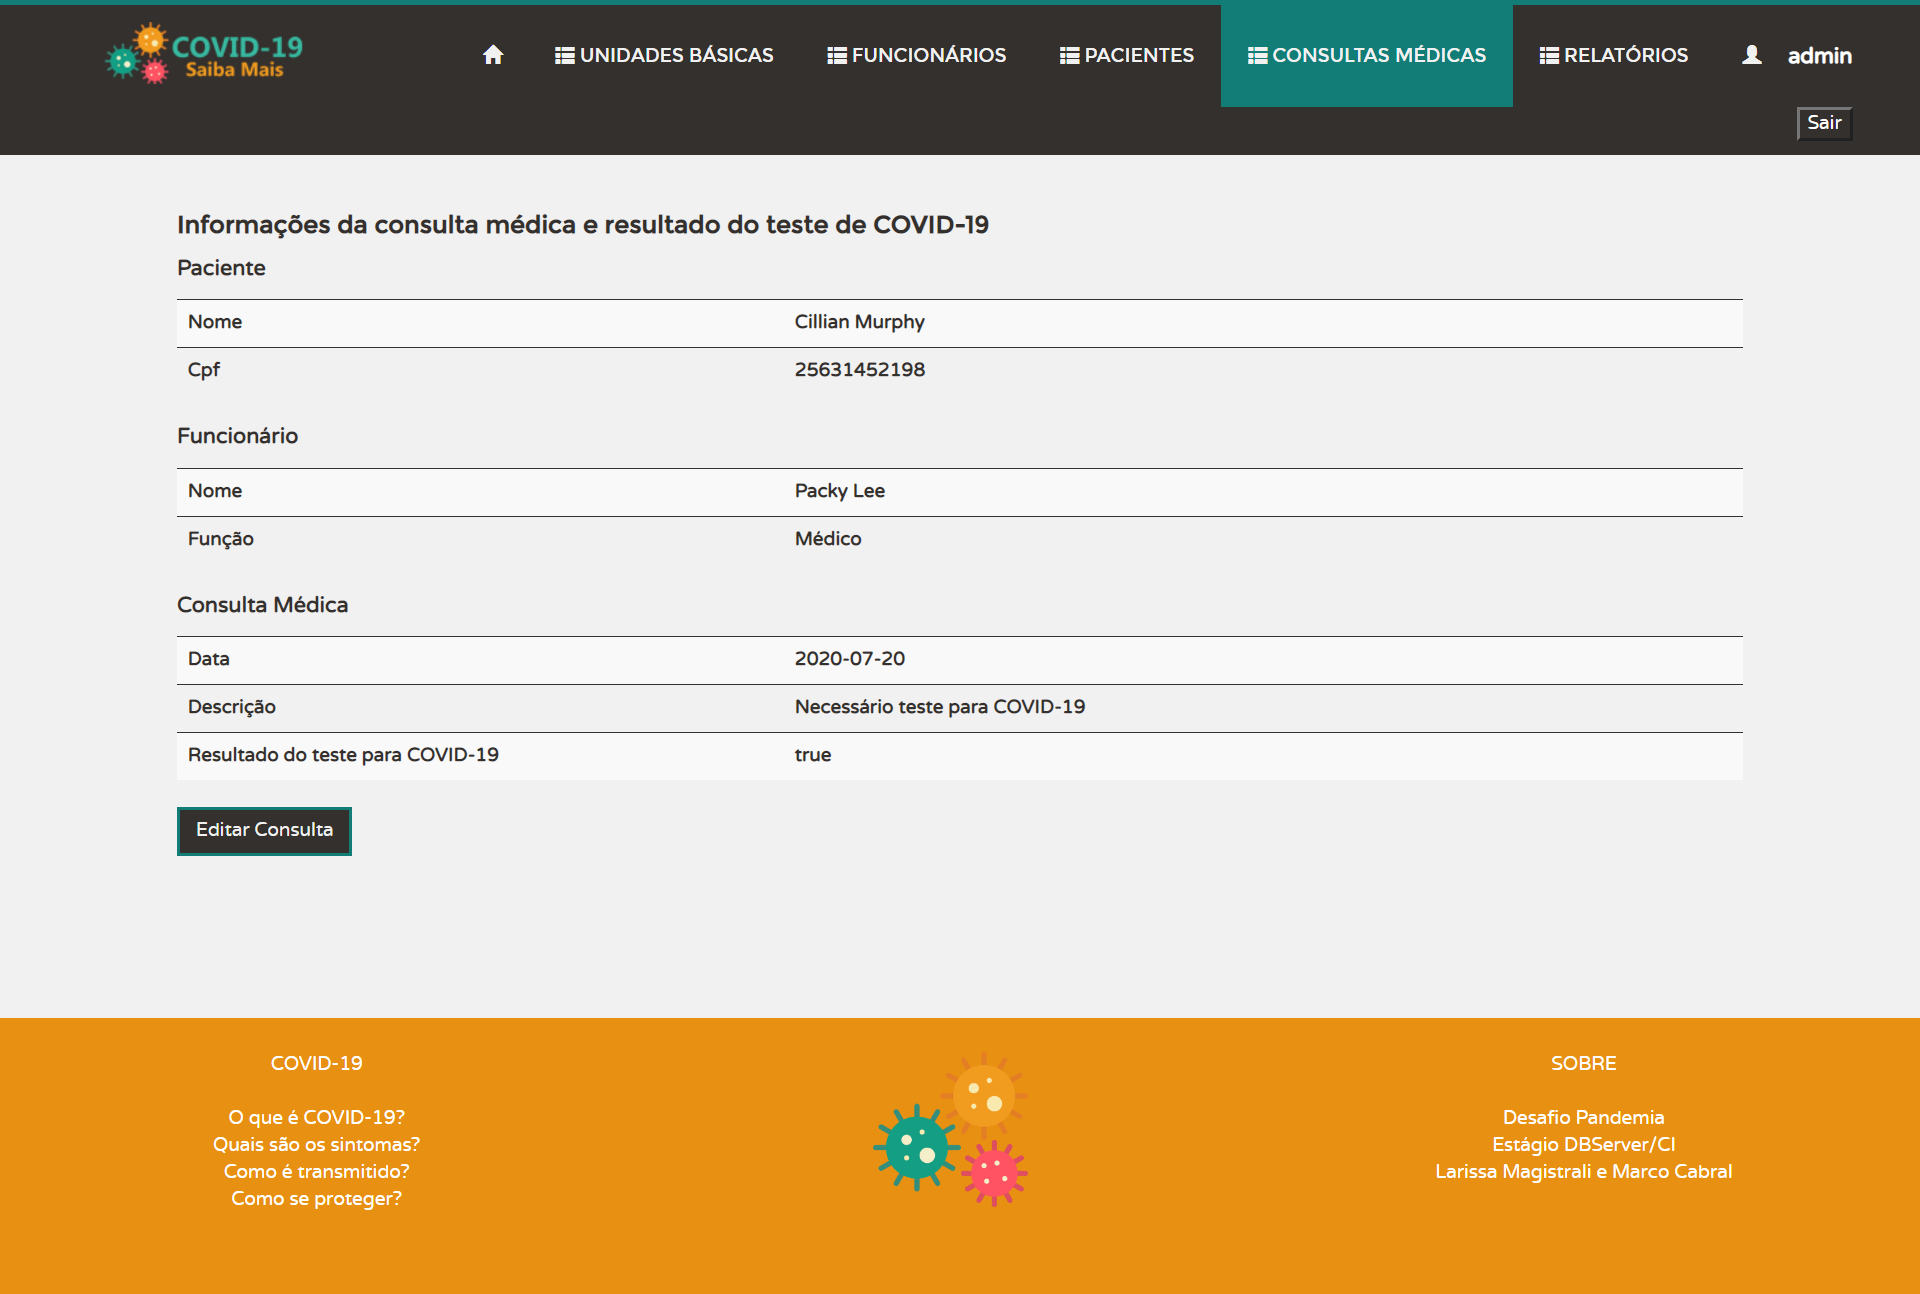 COVID-19
Saiba Mais
UNIDADES BÁSICAS
FUNCIONÁRIOS
PACIENTES
CONSULTAS MÉDICAS
RELATÓRIOS
admin
Sair
Informações da consulta médica e resultado do teste de COVID-19
Paciente
Nome Cillian Murphy
Cpf 25631452198
Funcionário
Nome Packy Lee
Função Médico
Consulta Médica
Data 2020-07-20
Descrição Necessário teste para COVID-19
Resultado do teste para COVID-19 true
Editar Consulta
COVID-19
O que é COVID-19?
Quais são os sintomas?
Como é transmitido?
Como se proteger?
SOBRE
Desafio Pandemia
Estágio DBServer/CI
Larissa Magistrali e Marco Cabral